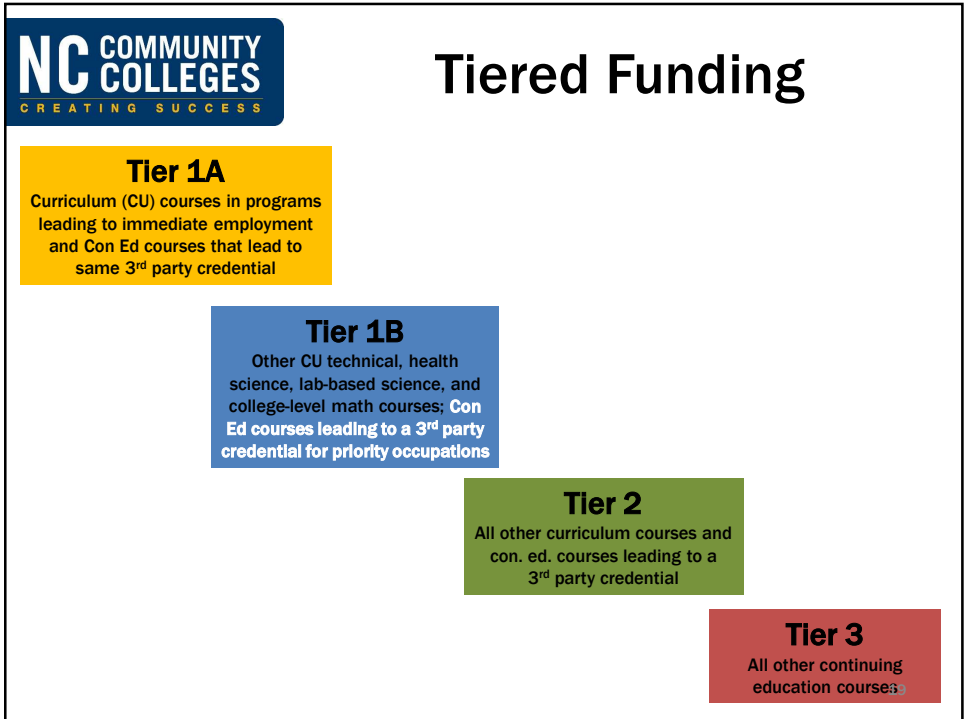 NC COMMUNITY
COLLEGES
CREATING SUCCESS
Tiered Funding
Tier 1A
Curriculum (CU) courses in programs
leading to immediate employment
and Con Ed courses that lead to
same 3rd party credential
Tier 1B
Other CU technical, health
science, lab-based science, and
college-level math courses; Con
Ed courses leading to a 3rd party
credential for priority occupations
Tier 2
All other curriculum courses and
con. ed. courses leading to a
3rd party credential
Tier 3
All other continuing
education courses